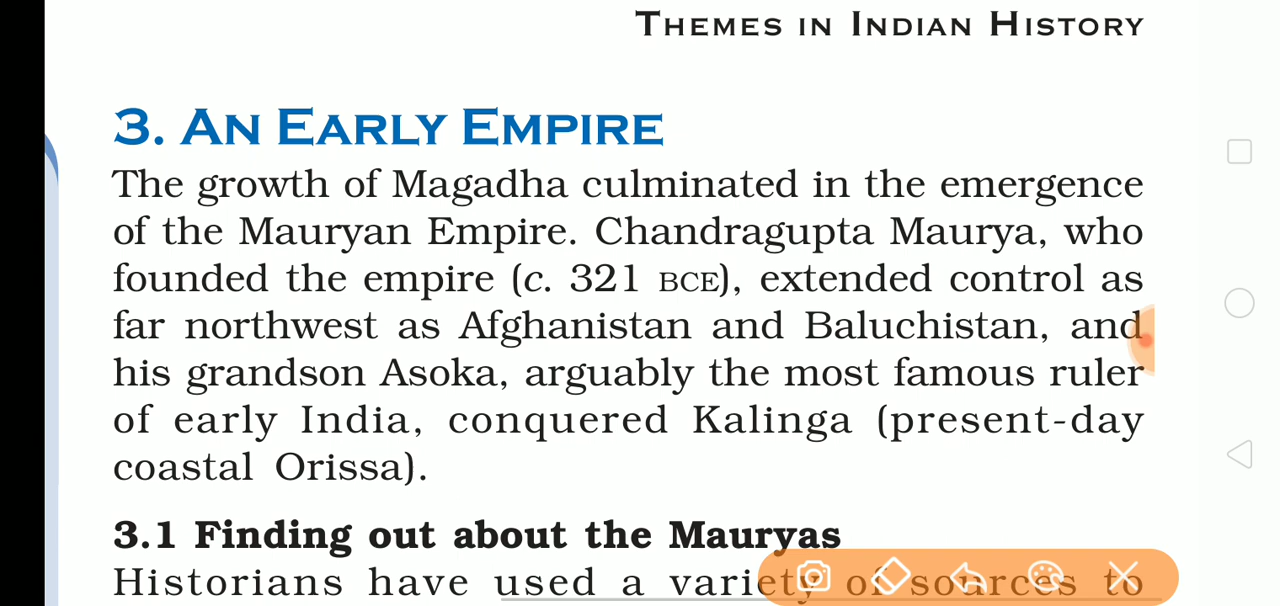 THEMES IN INDIAN HISTORY
3. AN EARLY EMPIRE
The growth of Magadha culminated in the emergence
of the Mauryan Empire. Chandragupta Maurya, who
founded the empire (c. 321 BCE), extended control as
far northwest as Afghanistan and Baluchistan, and
his grandson Asoka, arguably the most famous ruler
of early India, conquered Kalinga (present-day
coastal Orissa).
3.1 Finding out about the Mauryas
Historians have used a variety of sources to